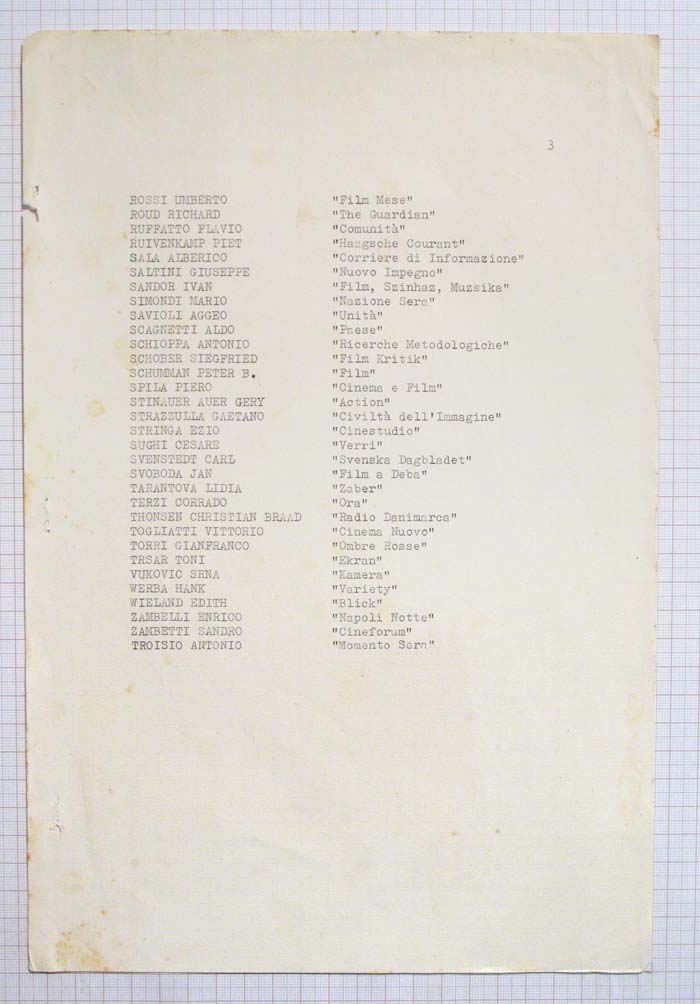 3
ROSSI UMBERTO "Film Mese"
ROUD RICHARD "The Guardian"
RUFFATTO FLAVIO "Comunità"
RUIVENKAMP PIET "Haagsche Courant"
SALA ALBERICO "Corriere di Informazione"
SALTINI GIUSEPPE "Nuovo Impegno"
SANDOR IVAN "Film, Szinhaz, Muzsika"
SIMONDI MARIO "Nazione Sera"
SAVIOLI AGGEO "Unità"
SCAGNETTI ALDO "Paese"
SCHIOPPA ANTONIO "Ricerche Metodologiche"
SCHOBER SIEGFRIED "Film Kritik"
SCHUMMAN PETER B. "Film"
SPILA PIERO "Cinema e Film"
STINAUER AUER GERY "Action"
STRAZZULLA GAETANO "Civiltà dell'Immagine"
STRINGA EZIO "Cinestudio"
SUGHI CESARE "Verri"
SVENSTEDT CARL "Svenska Dagbladet"
SVOBODA JAN "Film a Deba"
TARANTOVA LIDIA "Zaber"
TERZI CORRADO "Ora"
THONSEN CHRISTIAN BRAAD "Radio Danimarca"
TOGLIATTI VITTORIO "Cinema Nuovo"
TORRI GIANFRANCO "Ombre Rosse"
TRSAR TONI "Ekran"
VUKOVIC SRNA "Kamera"
WERBA HANK "Variety"
WIELAND EDITH "Blick"
ZAMBELLI ENRICO "Napoli Notte"
ZAMBETTI SANDRO "Cineforum"
TROISIO ANTONIO "Momento Sera"